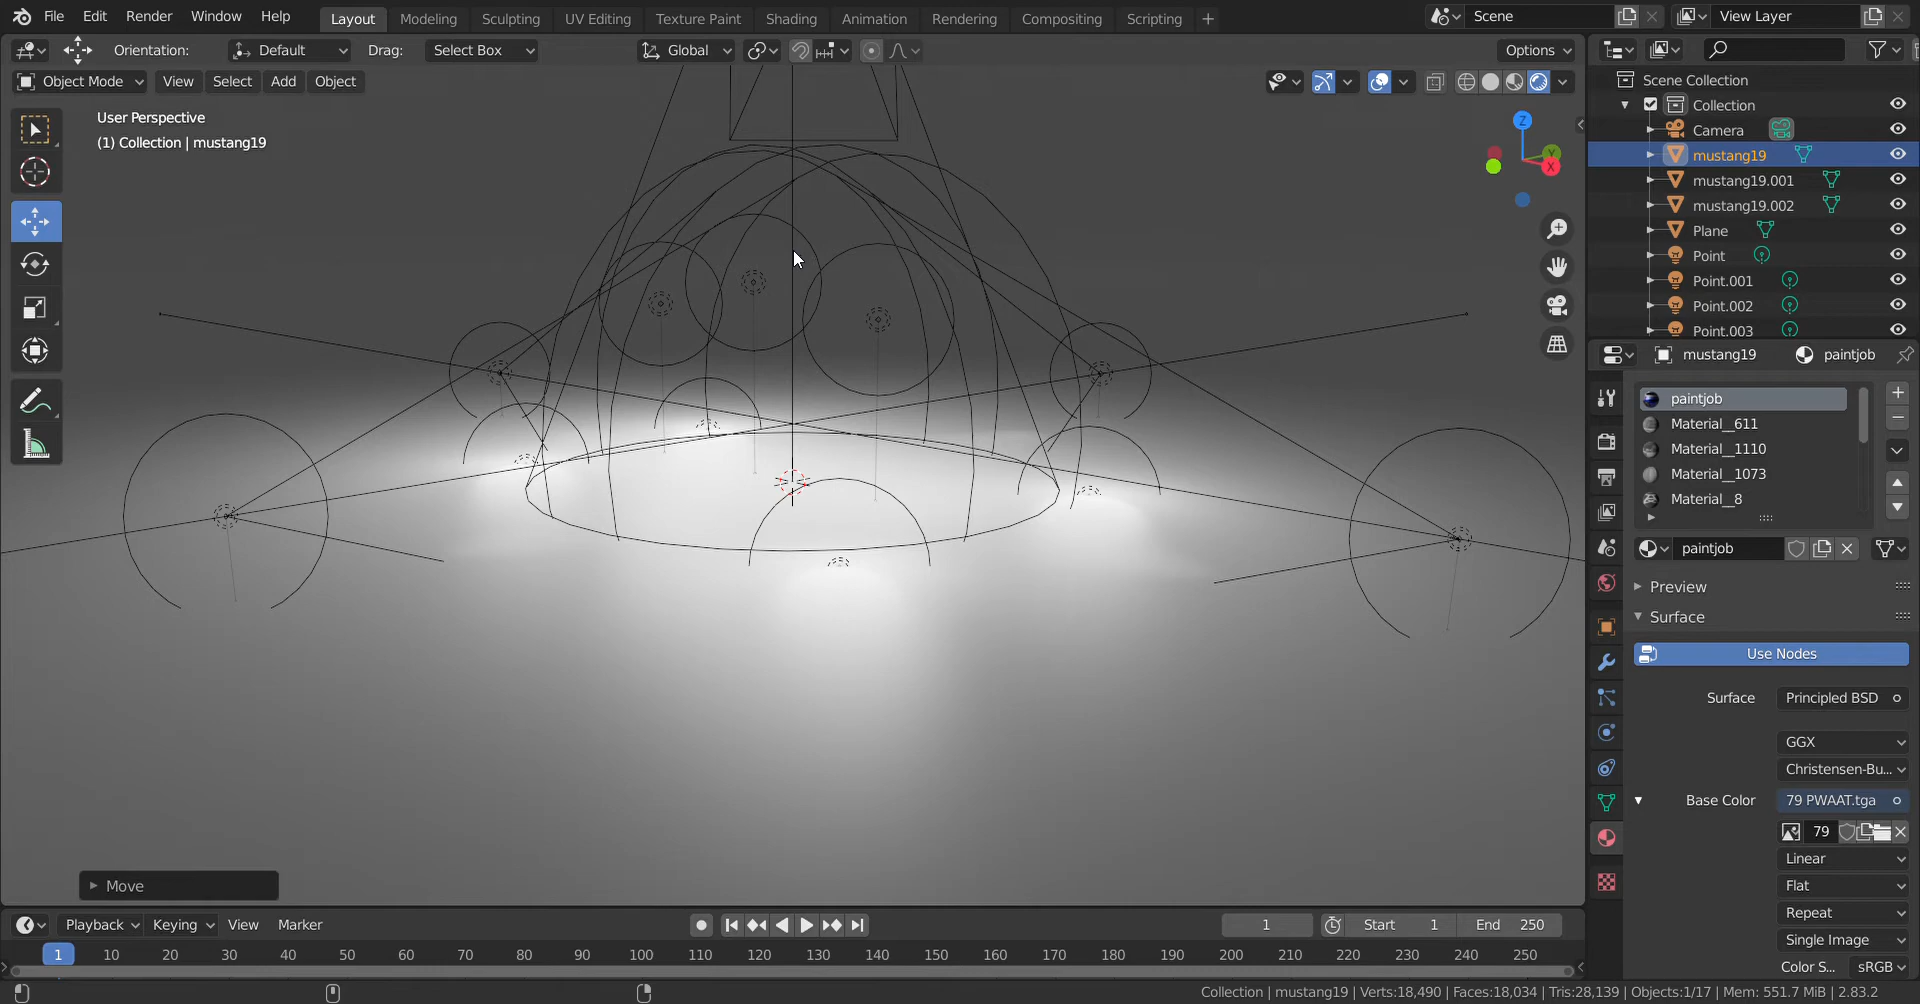 File Edit Render Window Help Layout Modeling Sculpting UV Editing Texture Paint Shading Animation Rendering Compositing Scripting + Scene View Layer
Orientation: Default Drag: Select Box Global Options
Object Mode View Select Add Object
User Perspective
(1) Collection | mustang19
Z
Y
X
Move
Scene Collection
Collection
Camera
mustang19
mustang19.001
mustang19.002
Plane
Point
Point.001
Point.002
Point.003
mustang19 paintjob
paintjob
Material__611
Material__1110
Material__1073
Material__8
paintjob
Preview
Surface
Use Nodes
Surface Principled BSD
GGX
Christensen-Bu...
Base Color 79 PWAAT.tga
79
Linear
Flat
Repeat
Single Image
Color S... sRGB
Playback Keying View Marker 1 Start 1 End 250
1 10 20 30 40 50 60 70 80 90 100 110 120 130 140 150 160 170 180 190 200 210 220 230 240 250
Collection | mustang19 | Verts:18,490 | Faces:18,034 | Tris:28,139 | Objects:1/17 | Mem: 551.7 MiB | 2.83.2